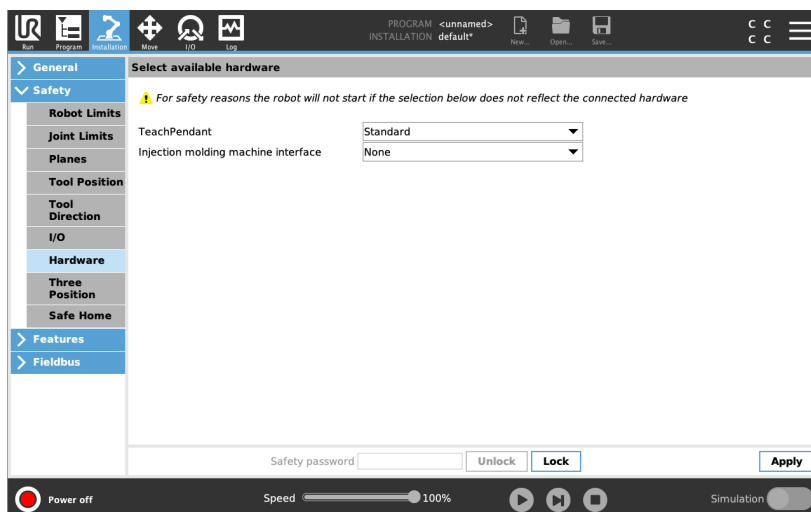 UR
PROGRAM <unnamed>
INSTALLATION default*
Run Program Installation Move I/O Log New... Open... Save...
C C
C C
General
Select available hardware
Safety
For safety reasons the robot will not start if the selection below does not reflect the connected hardware
Robot Limits
Joint Limits
Planes
Tool Position
Tool
Direction
I/O
Hardware
Three
Position
Safe Home
Features
Fieldbus
TeachPendant Standard
Injection molding machine interface None
Safety password Unlock Lock Apply
Power off Speed 100% Simulation